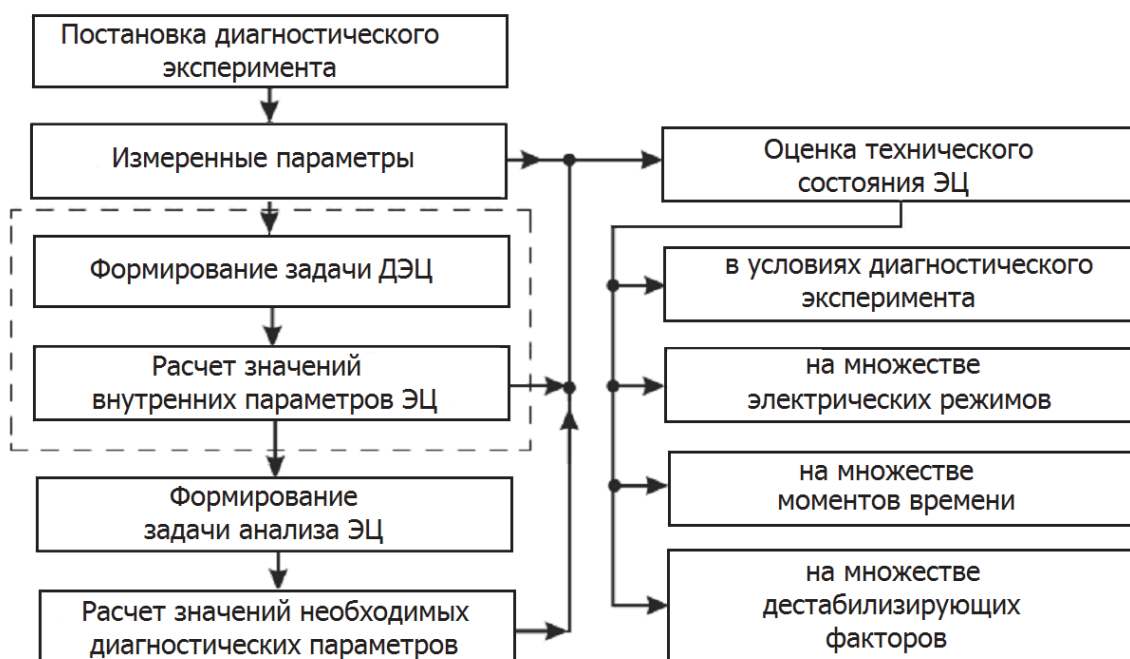 Постановка диагностического
эксперимента
Измеренные параметры
Формирование задачи ДЭЦ
Расчет значений
внутренних параметров ЭЦ
Формирование
задачи анализа ЭЦ
Расчет значений необходимых
диагностических параметров
Оценка технического
состояния ЭЦ
в условиях диагностического
эксперимента
на множестве
электрических режимов
на множестве
моментов времени
на множестве
дестабилизирующих
факторов